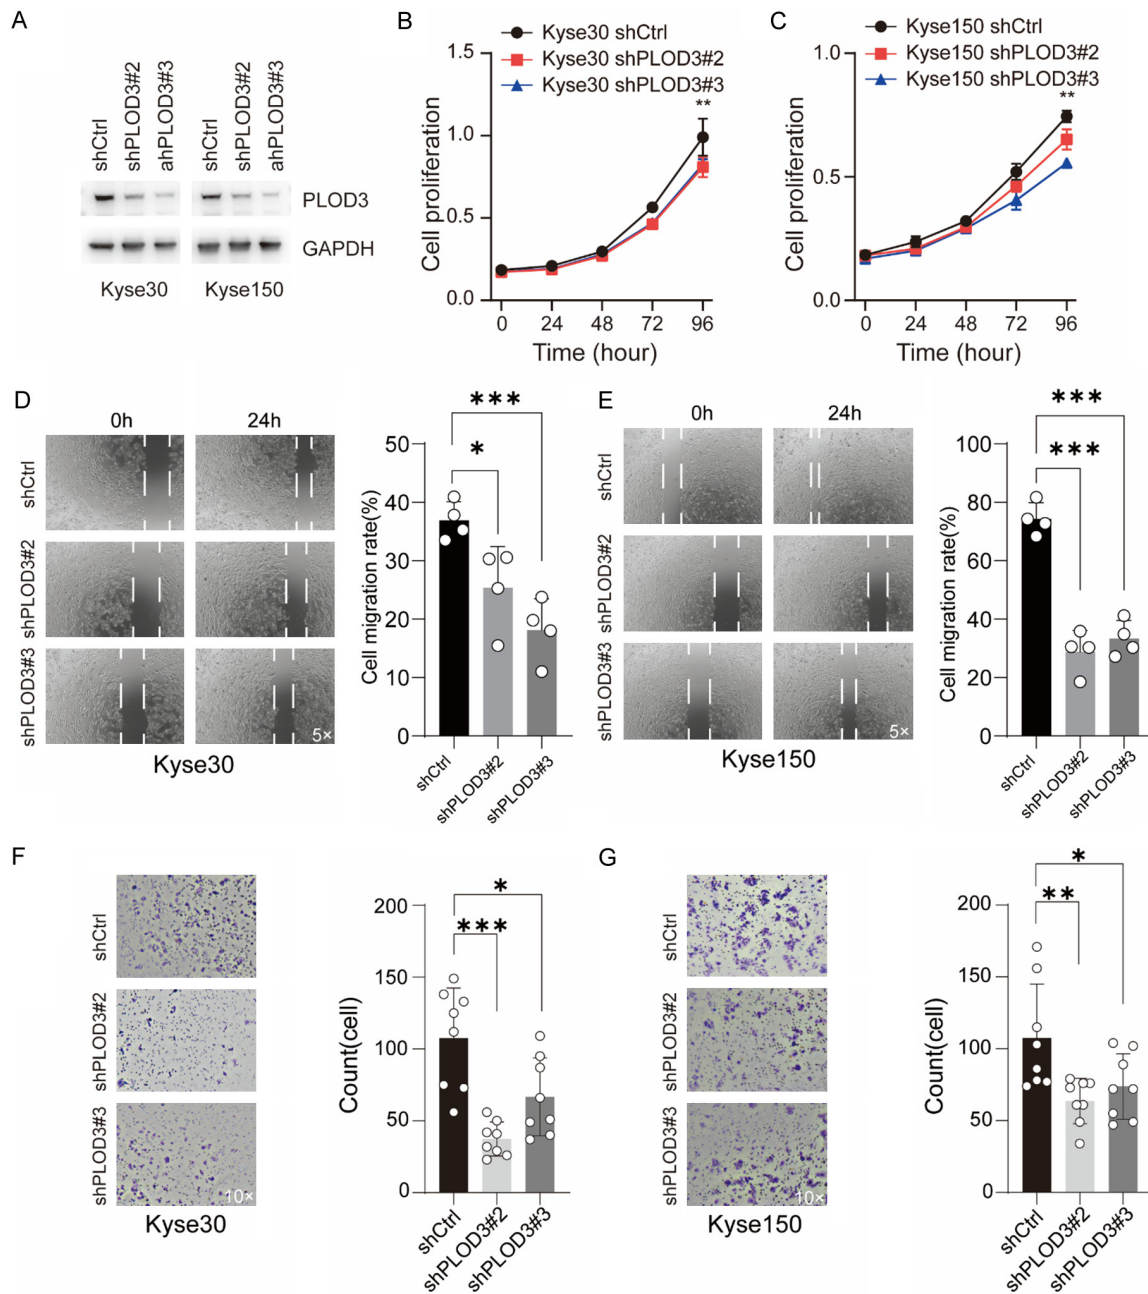 A
shCtrl
shPLOD3#2
ahPLOD3#3
shCtrl
shPLOD3#2
ahPLOD3#3
PLOD3
GAPDH
Kyse30
Kyse150
B
Kyse30 shCtrl
Kyse30 shPLOD3#2
Kyse30 shPLOD3#3
**
1.5
1.0
0.5
0.0
Cell proliferation
0 24 48 72 96
Time (hour)
C
Kyse150 shCtrl
Kyse150 shPLOD3#2
Kyse150 shPLOD3#3
**
1.0
0.5
0.0
Cell proliferation
0 24 48 72 96
Time (hour)
D
0h 24h
shCtrl
shPLOD3#2
shPLOD3#3
5×
Kyse30
***
*
50
40
30
20
10
0
Cell migration rate(%)
shCtrl
shPLOD3#2
shPLOD3#3
E
0h 24h
shCtrl
shPLOD3#2
shPLOD3#3
5×
Kyse150
***
***
100
80
60
40
20
0
Cell migration rate(%)
shCtrl
shPLOD3#2
shPLOD3#3
F
shCtrl
shPLOD3#2
shPLOD3#3
10×
Kyse30
*
***
200
150
100
50
0
Count(cell)
shCtrl
shPLOD3#2
shPLOD3#3
G
shCtrl
shPLOD3#2
shPLOD3#3
10×
Kyse150
*
**
200
150
100
50
0
Count(cell)
shCtrl
shPLOD3#2
shPLOD3#3